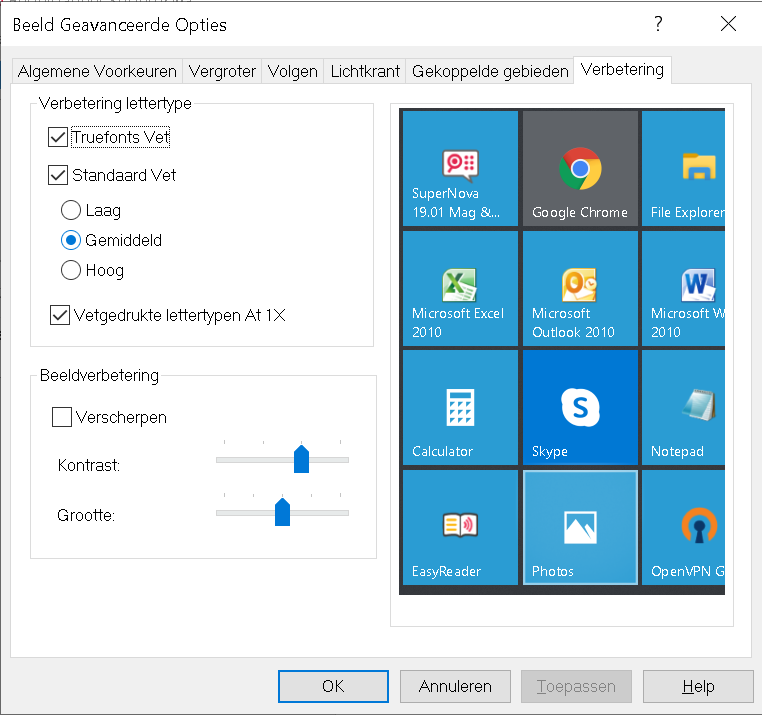 Beeld Geavanceerde Opties
?
Algemene Voorkeuren
Vergroter
Volgen
Lichtkrant
Gekoppelde gebieden
Verbetering
Verbetering lettertype
Truefonts Vet
Standaard Vet
Laag
Gemiddeld
Hoog
Vetgedrukte lettertypen At 1X
Beeldverbetering
Verscherpen
Kontrast:
Grootte:
SuperNova
19.01 Mag &...
Google Chrome
File Explorer
Microsoft Excel
2010
Microsoft
Outlook 2010
Microsoft W
2010
Calculator
Skype
Notepad
EasyReader
Photos
OpenVPN G
OK
Annuleren
Toepassen
Help